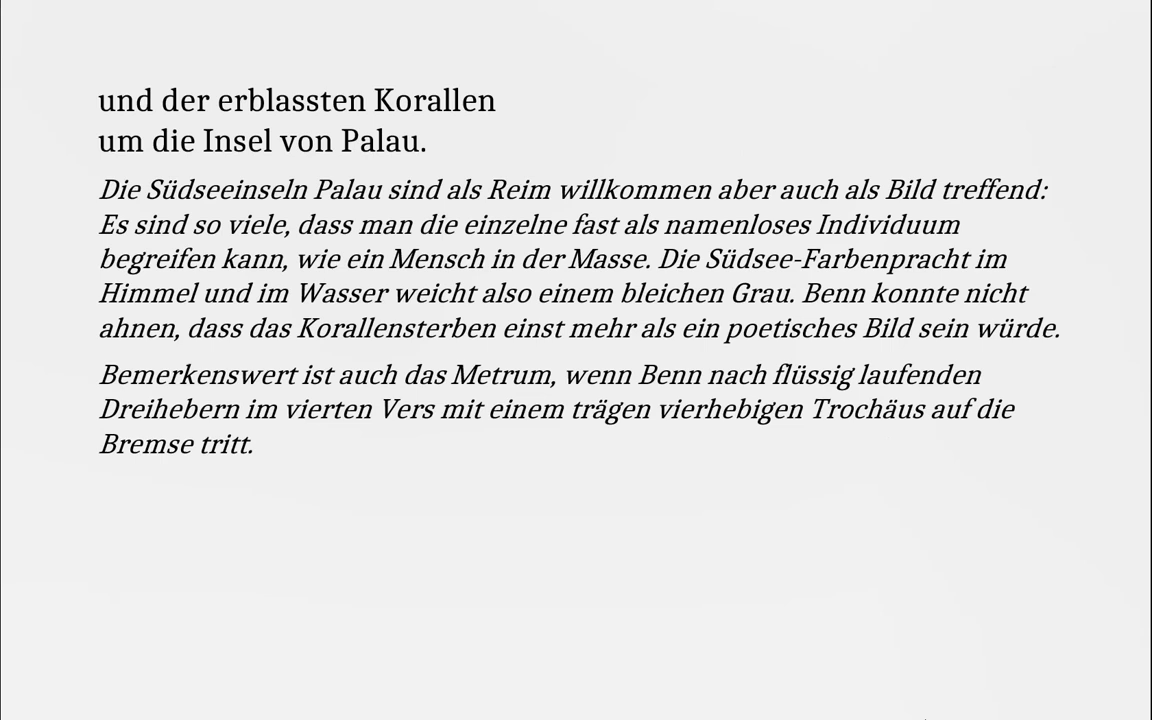 und der erblassten Korallen
um die Insel von Palau.
Die Südseeinseln Palau sind als Reim willkommen aber auch als Bild treffend:
Es sind so viele, dass man die einzelne fast als namenloses Individuum
begreifen kann, wie ein Mensch in der Masse. Die Südsee-Farbenpracht im
Himmel und im Wasser weicht also einem bleichen Grau. Benn konnte nicht
ahnen, dass das Korallensterben einst mehr als ein poetisches Bild sein würde.
Bemerkenswert ist auch das Metrum, wenn Benn nach flüssig laufenden
Dreihebern im vierten Vers mit einem trägen vierhebigen Trochäus auf die
Bremse tritt.